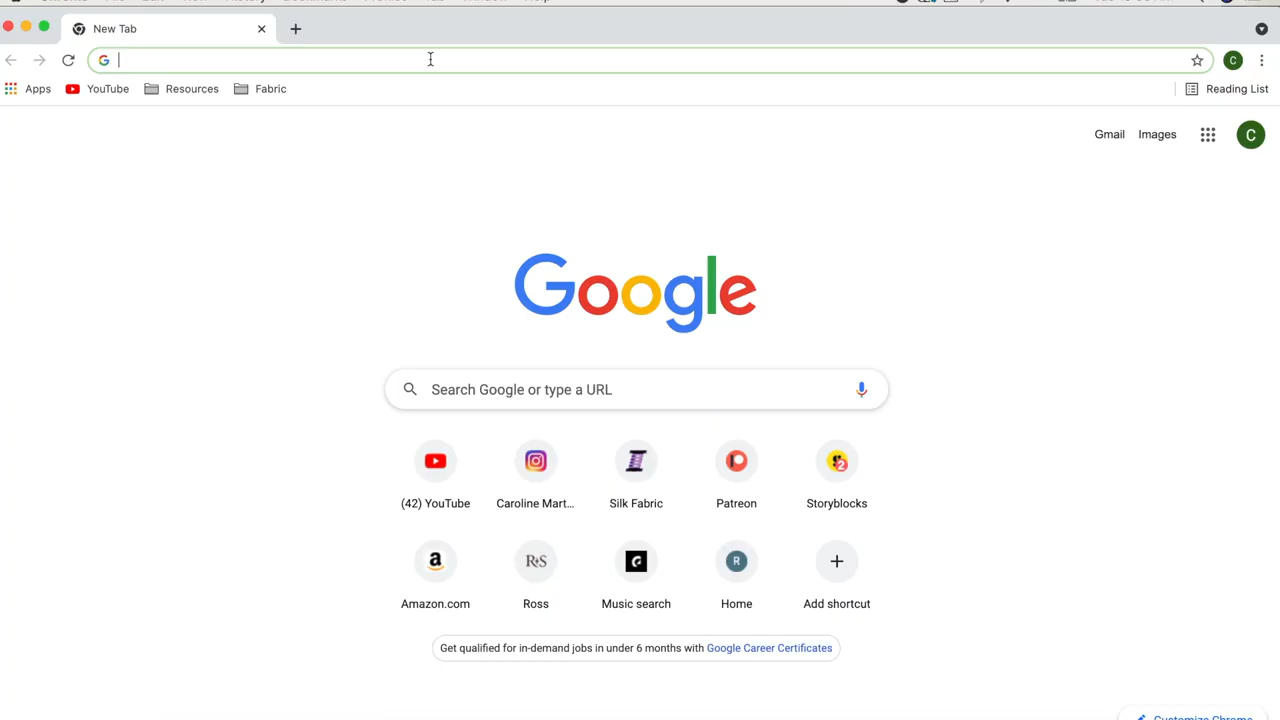 New Tab
Apps YouTube Resources Fabric Reading List
C
Gmail Images
C
Google
Search Google or type a URL
(42) YouTube Caroline Mart... Silk Fabric Patreon Storyblocks
R+S R
Amazon.com Ross Music search Home Add shortcut
Get qualified for in-demand jobs in under 6 months with Google Career Certificates
Customize Chrome